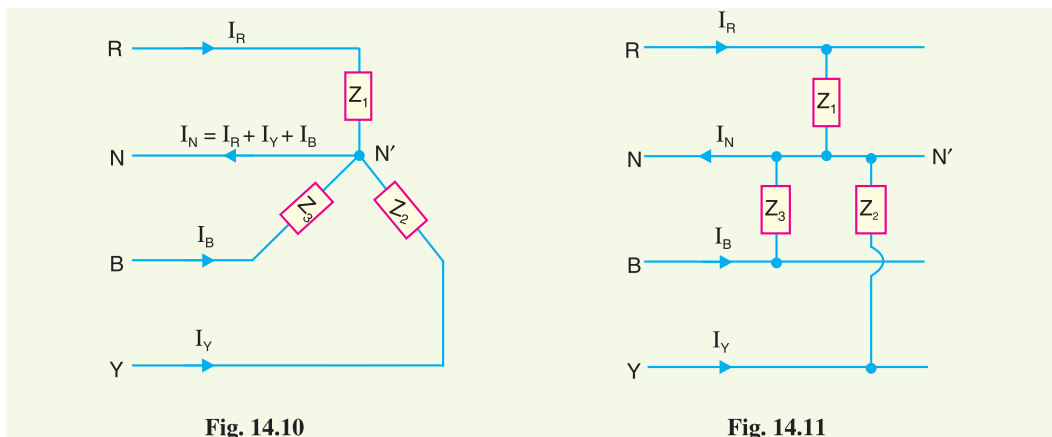 R
I_R
Z_1
I_N = I_R + I_Y + I_B
N
N′
Z_3
Z_2
I_B
B
I_Y
Y
Fig. 14.10
I_R
R
Z_1
I_N
N
N′
Z_3
Z_2
I_B
B
I_Y
Y
Fig. 14.11